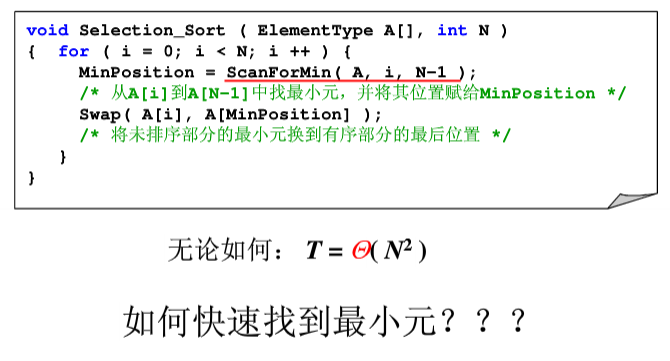 void Selection_Sort ( ElementType A[], int N )
{  for ( i = 0; i < N; i ++ ) {
MinPosition = ScanForMin( A, i, N–1 );
/* 从A[i]到A[N–1]中找最小元，并将其位置赋给MinPosition */
Swap( A[i], A[MinPosition] );
/* 将未排序部分的最小元换到有序部分的最后位置 */
}
}
无论如何： T = Θ( N² )
如何快速找到最小元？？？